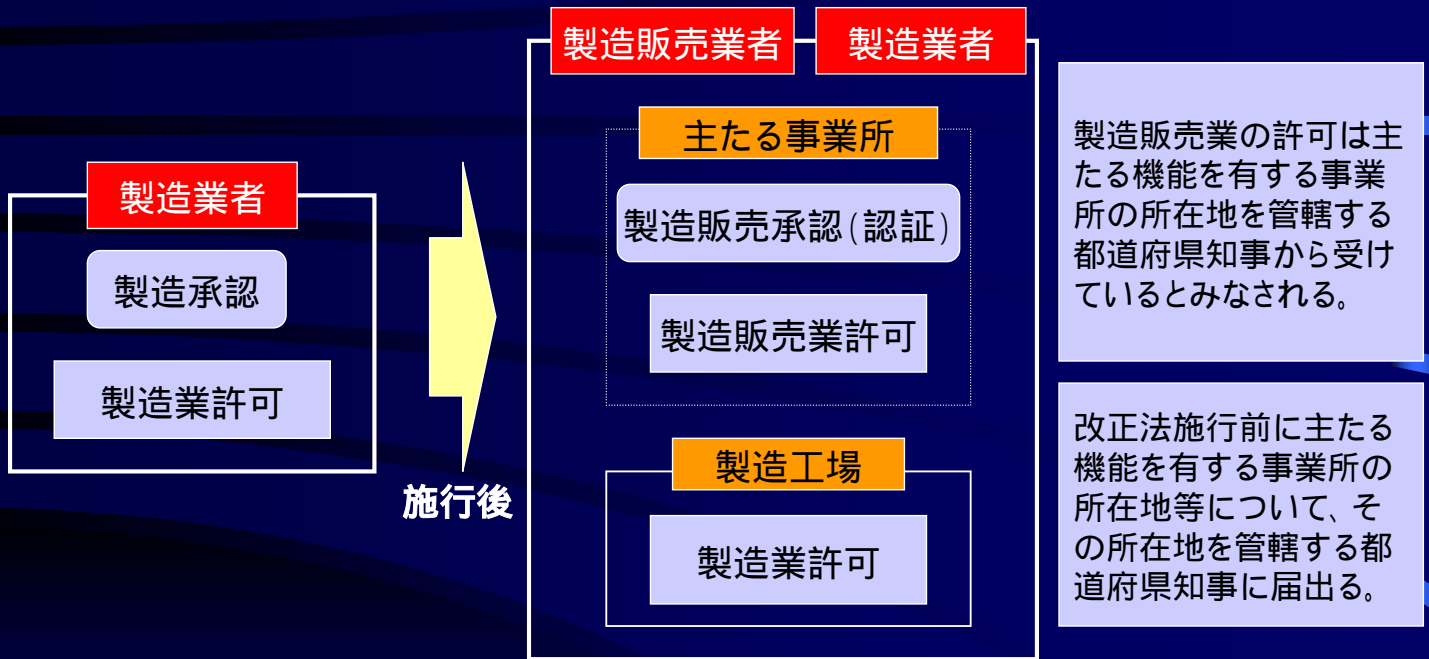 製造業者
製造承認
製造業許可
施行後
製造販売業者
製造業者
主たる事業所
製造販売承認(認証)
製造販売業許可
製造工場
製造業許可
製造販売業の許可は主
たる機能を有する事業
所の所在地を管轄する
都道府県知事から受け
ているとみなされる。
改正法施行前に主たる
機能を有する事業所の
所在地等について、そ
の所在地を管轄する都
道府県知事に届出る。